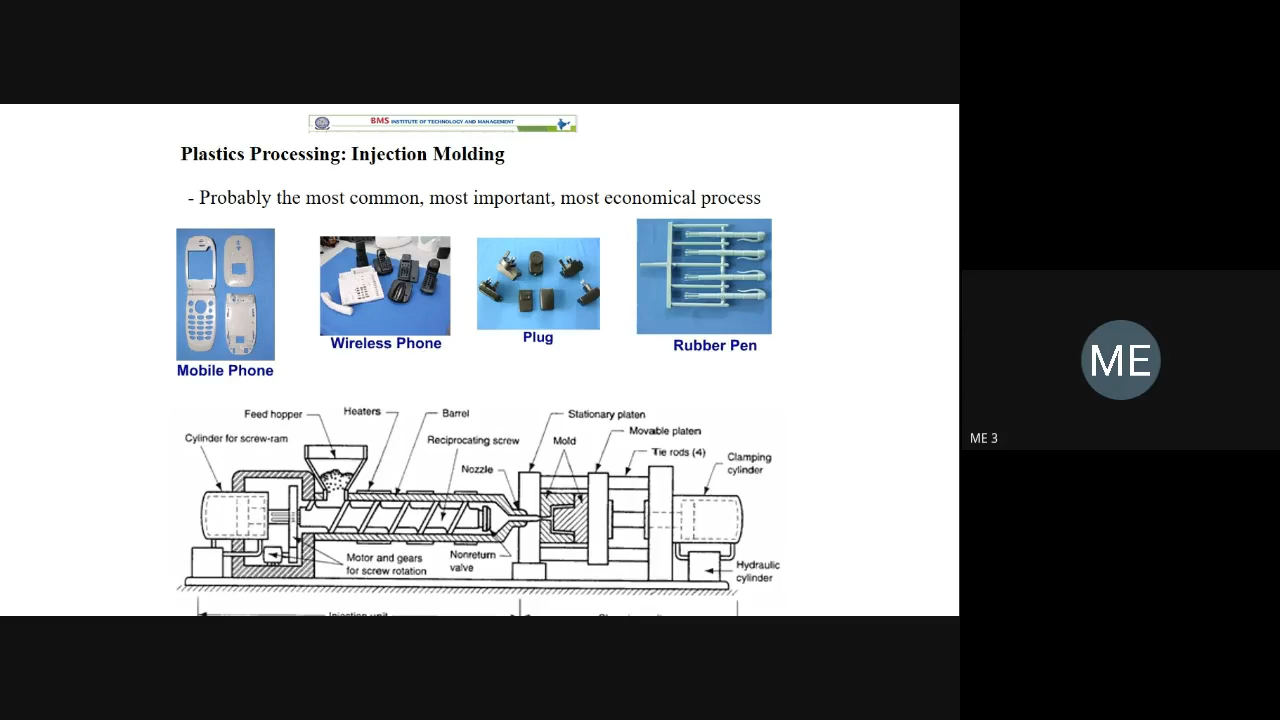 BMS INSTITUTE OF TECHNOLOGY AND MANAGEMENT
Plastics Processing: Injection Molding
- Probably the most common, most important, most economical process
Mobile Phone
Wireless Phone
Plug
Rubber Pen
Feed hopper
Heaters
Barrel
Stationary platen
Movable platen
Cylinder for screw-ram
Reciprocating screw
Mold
Tie rods (4)
Clamping
cylinder
Nozzle
Motor and gears
for screw rotation
Nonreturn
valve
Hydraulic
cylinder
Injection unit
ME
ME 3